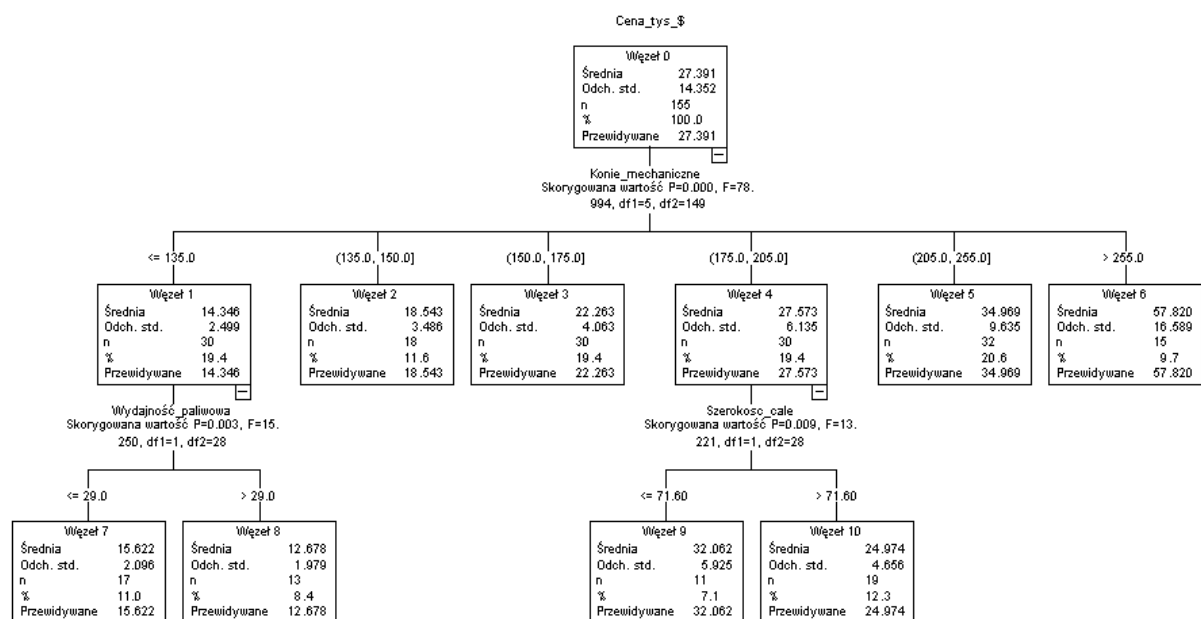 Cena_tys_$
Węzeł 0
Średnia 27.391
Odch. std. 14.352
n 155
% 100.0
Przewidywane 27.391
Konie_mechaniczne
Skorygowana wartość P=0.000, F=78.
994, df1=5, df2=149
<= 135.0
(135.0, 150.0]
(150.0, 175.0]
(175.0, 205.0]
(205.0, 255.0]
> 255.0
Węzeł 1
Średnia 14.346
Odch. std. 2.499
n 30
% 19.4
Przewidywane 14.346
Węzeł 2
Średnia 18.543
Odch. std. 3.486
n 18
% 11.6
Przewidywane 18.543
Węzeł 3
Średnia 22.263
Odch. std. 4.063
n 30
% 19.4
Przewidywane 22.263
Węzeł 4
Średnia 27.573
Odch. std. 6.135
n 30
% 19.4
Przewidywane 27.573
Węzeł 5
Średnia 34.969
Odch. std. 9.635
n 32
% 20.6
Przewidywane 34.969
Węzeł 6
Średnia 57.820
Odch. std. 16.589
n 15
% 9.7
Przewidywane 57.820
Wydajność_paliwowa
Skorygowana wartość P=0.003, F=15.
250, df1=1, df2=28
Szerokosc_cale
Skorygowana wartość P=0.009, F=13.
221, df1=1, df2=28
<= 29.0
> 29.0
<= 71.60
> 71.60
Węzeł 7
Średnia 15.622
Odch. std. 2.096
n 17
% 11.0
Przewidywane 15.622
Węzeł 8
Średnia 12.678
Odch. std. 1.979
n 13
% 8.4
Przewidywane 12.678
Węzeł 9
Średnia 32.062
Odch. std. 5.925
n 11
% 7.1
Przewidywane 32.062
Węzeł 10
Średnia 24.974
Odch. std. 4.656
n 19
% 12.3
Przewidywane 24.974